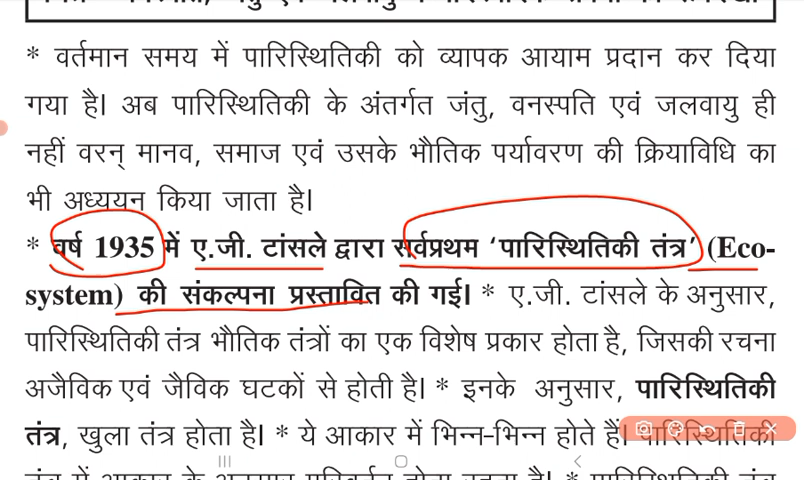 * वर्तमान समय में पारिस्थितिकी को व्यापक आयाम प्रदान कर दिया
गया है। अब पारिस्थितिकी के अंतर्गत जंतु, वनस्पति एवं जलवायु ही
नहीं वरन् मानव, समाज एवं उसके भौतिक पर्यावरण की क्रियाविधि का
भी अध्ययन किया जाता है।
* वर्ष 1935 में ए.जी. टांसले द्वारा सर्वप्रथम ‘पारिस्थितिकी तंत्र’ (Eco-
system) की संकल्पना प्रस्तावित की गई। * ए.जी. टांसले के अनुसार,
पारिस्थितिकी तंत्र भौतिक तंत्रों का एक विशेष प्रकार होता है, जिसकी रचना
अजैविक एवं जैविक घटकों से होती है। * इनके अनुसार, पारिस्थितिकी
तंत्र, खुला तंत्र होता है। * ये आकार में भिन्न-भिन्न होते हैं। पारिस्थितिकी